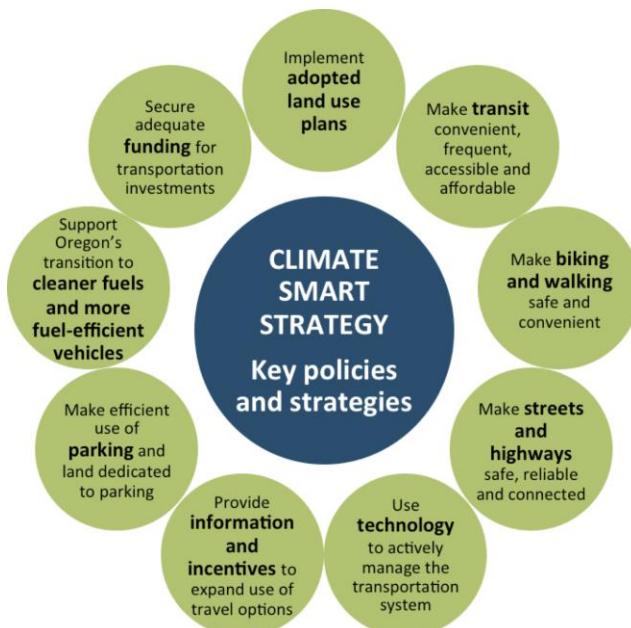 CLIMATE
SMART
STRATEGY
Key policies
and strategies
Implement
adopted
land use
plans
Make transit
convenient,
frequent,
accessible and
affordable
Make biking
and walking
safe and
convenient
Make streets
and
highways
safe, reliable
and connected
Use
technology
to actively
manage the
transportation
system
Provide
information
and
incentives to
expand use of
travel options
Make efficient
use of
parking and
land dedicated
to parking
Support
Oregon's
transition to
cleaner fuels
and more
fuel-efficient
vehicles
Secure
adequate
funding for
transportation
investments